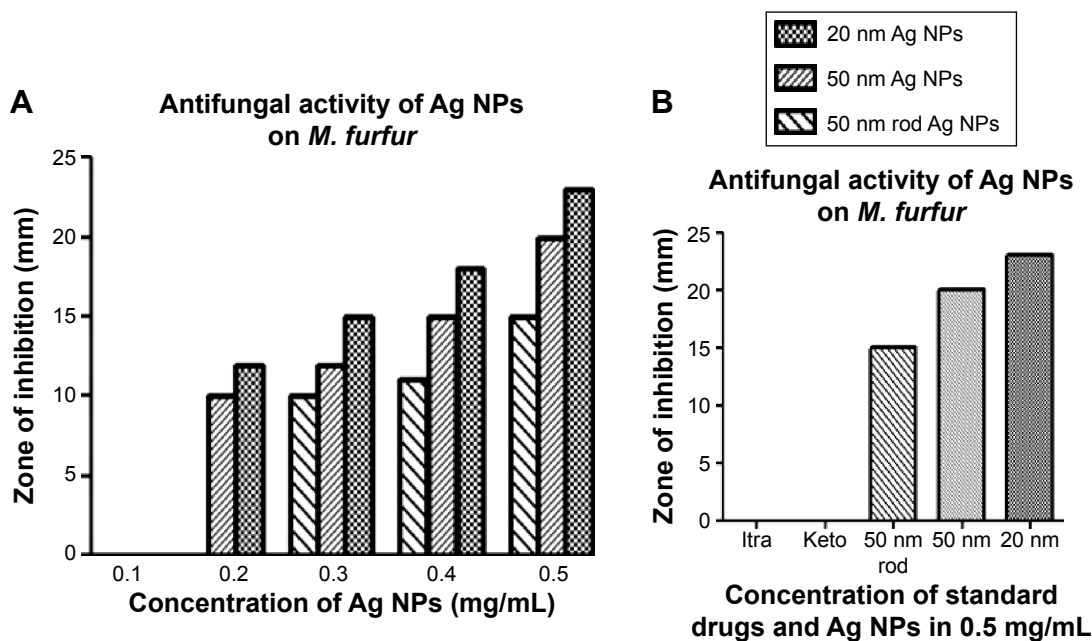 A
Antifungal activity of Ag NPs
on M. furfur
Zone of inhibition (mm)
25
20
15
10
5
0
0.1 0.2 0.3 0.4 0.5
Concentration of Ag NPs (mg/mL)
20 nm Ag NPs
50 nm Ag NPs
50 nm rod Ag NPs
B
Antifungal activity of Ag NPs
on M. furfur
Zone of inhibition (mm)
25
20
15
10
5
0
Itra Keto 50 nm 50 nm 20 nm
rod
Concentration of standard
drugs and Ag NPs in 0.5 mg/mL